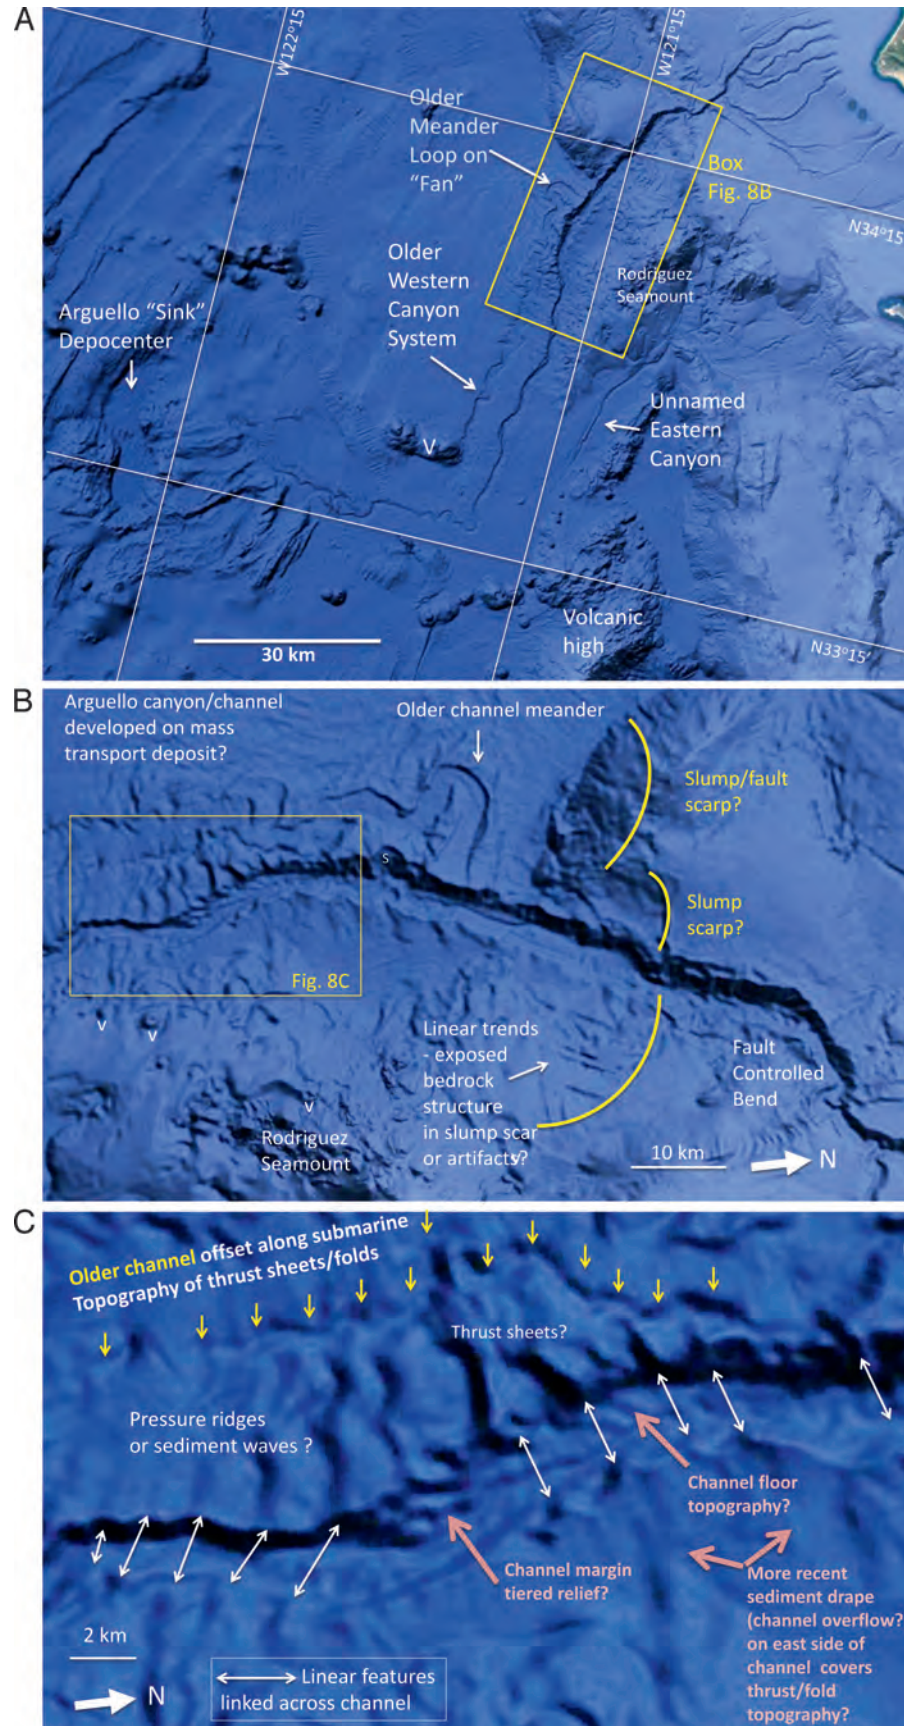 A
W122°15'
W121°15'
Older
Meander
Loop on
"Fan"
Box
Fig. 8B
N34°15'
Older
Western
Canyon
System
Rodriguez
Seamount
Arguello "Sink"
Depocenter
Unnamed
Eastern
Canyon
V
Volcanic
high
30 km
N33°15'
B
Arguello canyon/channel
developed on mass
transport deposit?
Older channel meander
Slump/fault
scarp?
S
Slump
scarp?
Fig. 8C
v
v
v
Rodriguez
Seamount
Linear trends
- exposed
bedrock
structure
in slump scar
or artifacts?
v
Fault
Controlled
Bend
10 km
N
C
Older channel offset along submarine
Topography of thrust sheets/folds
Thrust sheets?
Pressure ridges
or sediment waves ?
Channel floor
topography?
Channel margin
tiered relief?
More recent
sediment drape
(channel overflow?
on east side of
channel covers
thrust/fold
topography?
2 km
N
Linear features
linked across channel